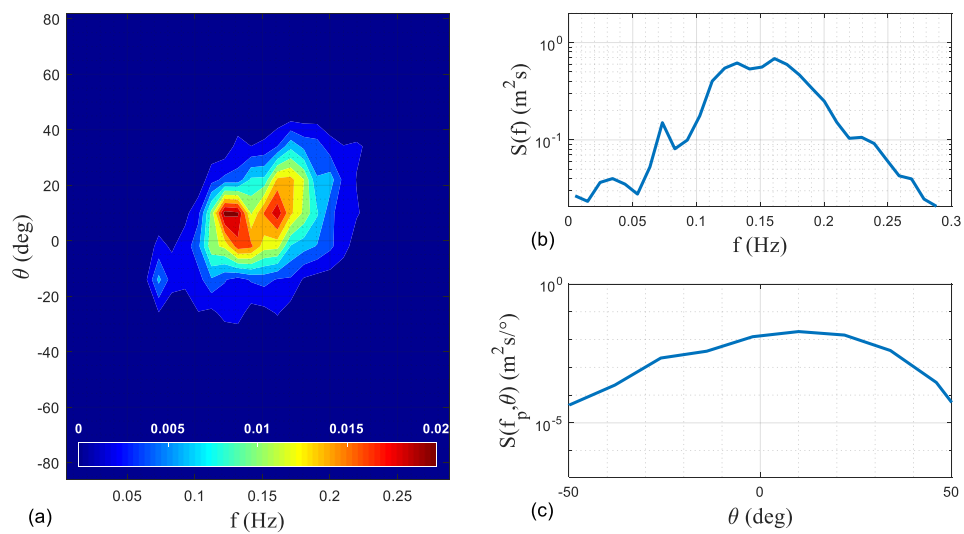 80
60
40
20
0
-20
-40
-60
-80
θ (deg)
0 0.005 0.01 0.015 0.02
0.05 0.1 0.15 0.2 0.25
f (Hz)
(a)
10^0
10^-1
S(f) (m^2s)
0 0.05 0.1 0.15 0.2 0.25 0.3
f (Hz)
(b)
10^0
10^-5
S(f_p,θ) (m^2s/°)
-50 0 50
θ (deg)
(c)